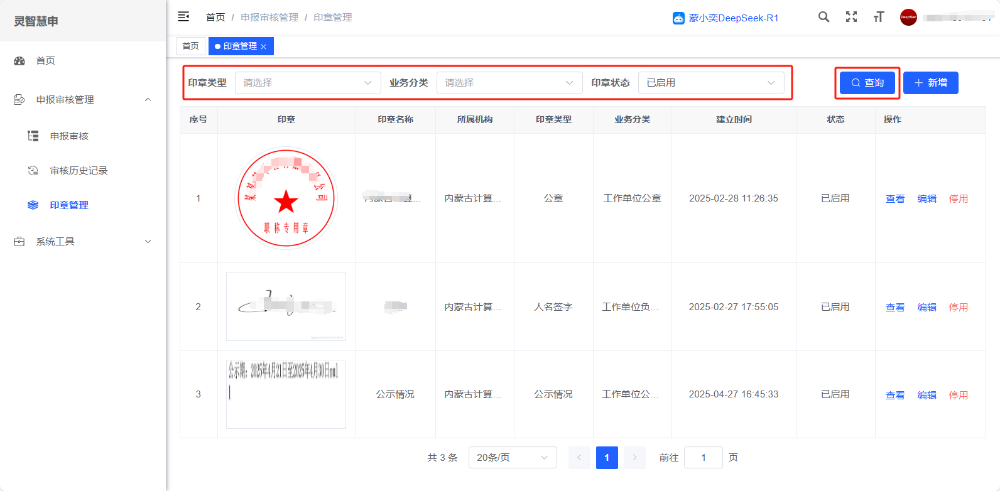 灵智慧申
首页 / 申报审核管理 / 印章管理
蒙小奕DeepSeek-R1
首页
印章管理
首页
申报审核管理
申报审核
审核历史记录
印章管理
系统工具
印章类型 请选择 业务分类 请选择 印章状态 已启用 查询 新增
序号 印章 印章名称 所属机构 印章类型 业务分类 建立时间 状态 操作
1 内蒙古计算... 公章 工作单位公章 2025-02-28 11:26:35 已启用 查看 编辑 停用
公司
职称专用章
2 内蒙古计算... 人名签字 工作单位负... 2025-02-27 17:55:05 已启用 查看 编辑 停用
公示期：2025年4月21日至2025年4月30日nul
l
3 公示情况 内蒙古计算... 公示情况 工作单位公... 2025-04-27 16:45:33 已启用 查看 编辑 停用
共 3 条 20条/页 1 前往 1 页